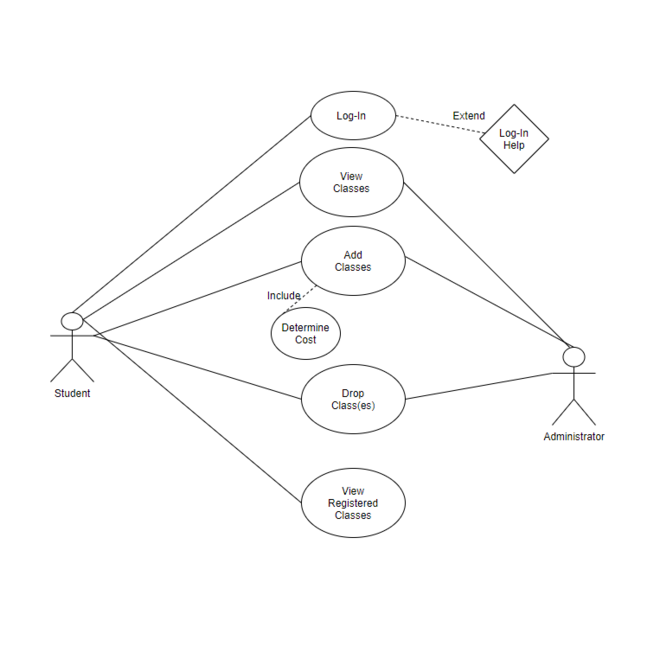 Log-In
Extend
Log-In
Help
View
Classes
Add
Classes
Include
Determine
Cost
Student
Drop
Class(es)
Administrator
View
Registered
Classes